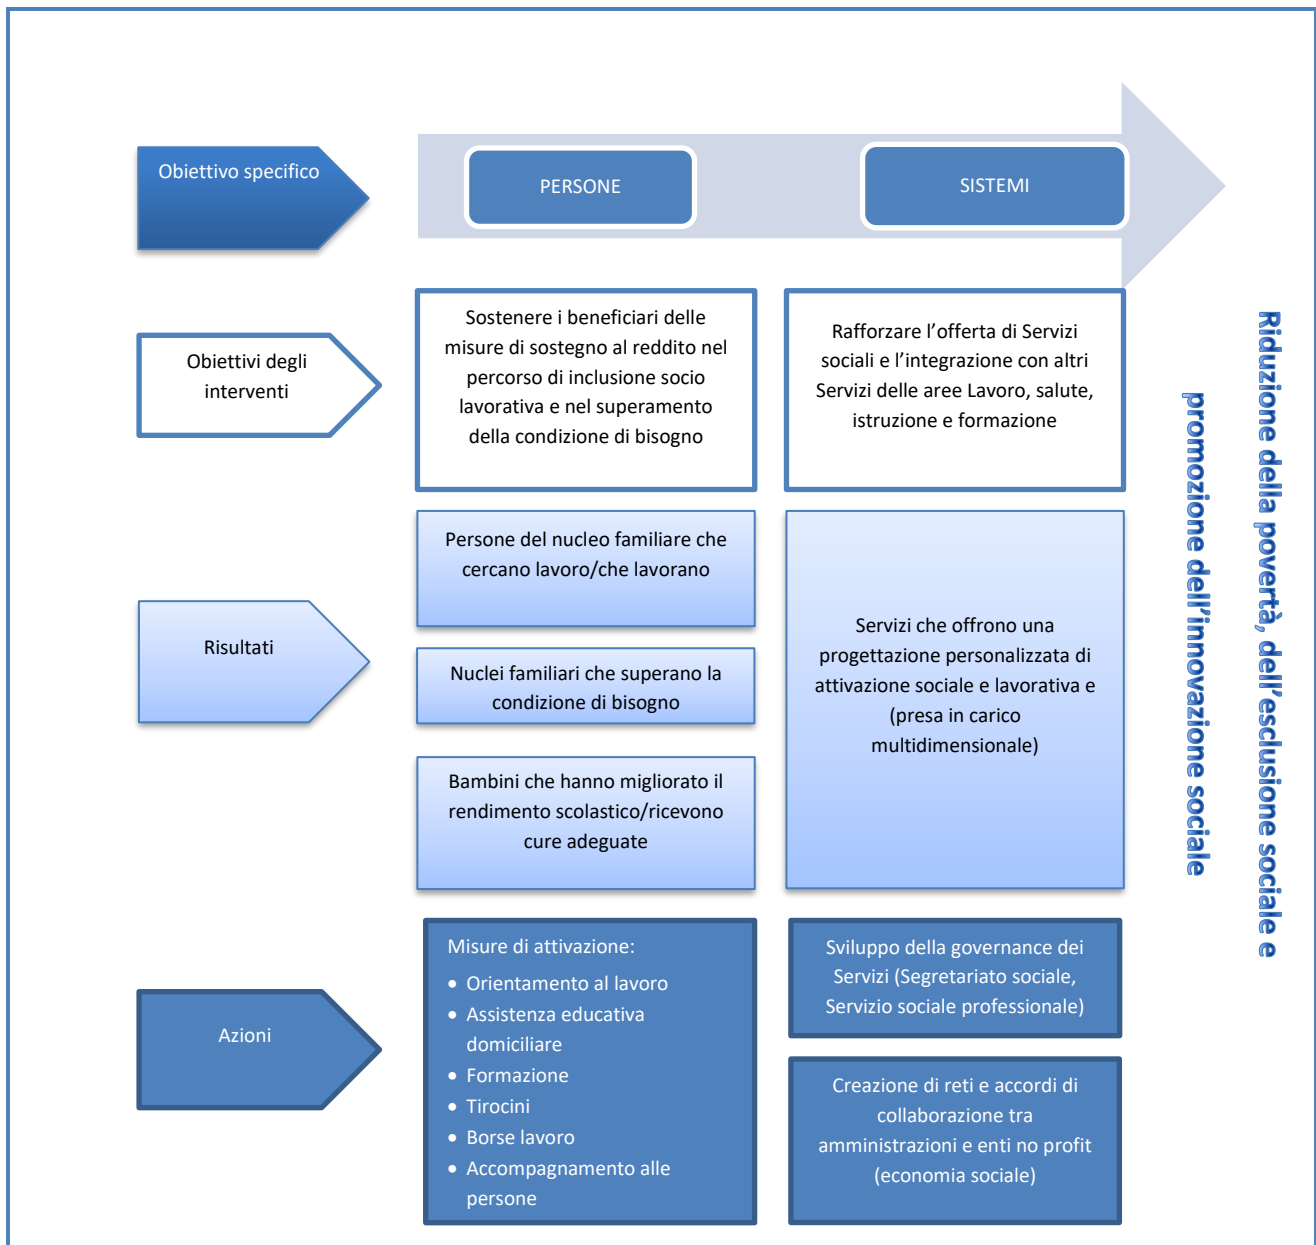 Obiettivo specifico
PERSONE
SISTEMI
Obiettivi degli
interventi
Sostenere i beneficiari delle
misure di sostegno al reddito nel
percorso di inclusione socio
lavorativa e nel superamento
della condizione di bisogno
Rafforzare l’offerta di Servizi
sociali e l’integrazione con altri
Servizi delle aree Lavoro, salute,
istruzione e formazione
Risultati
Persone del nucleo familiare che
cercano lavoro/che lavorano
Nuclei familiari che superano la
condizione di bisogno
Bambini che hanno migliorato il
rendimento scolastico/ricevono
cure adeguate
Servizi che offrono una
progettazione personalizzata di
attivazione sociale e lavorativa e
(presa in carico
multidimensionale)
Azioni
Misure di attivazione:
• Orientamento al lavoro
• Assistenza educativa
domiciliare
• Formazione
• Tirocini
• Borse lavoro
• Accompagnamento alle
persone
Sviluppo della governance dei
Servizi (Segretariato sociale,
Servizio sociale professionale)
Creazione di reti e accordi di
collaborazione tra
amministrazioni e enti no profit
(economia sociale)
Riduzione della povertà, dell’esclusione sociale e
promozione dell’innovazione sociale